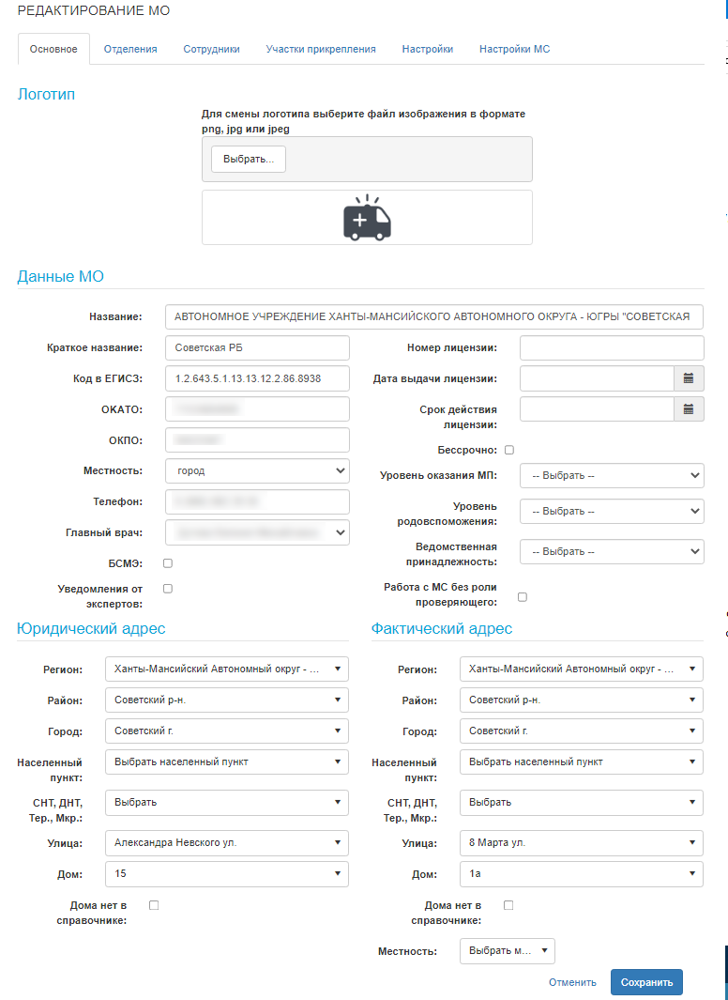 РЕДАКТИРОВАНИЕ МО
Основное Отделения Сотрудники Участки прикрепления Настройки Настройки МС
Логотип
Для смены логотипа выберите файл изображения в формате
png, jpg или jpeg
Выбрать...
Данные МО
Название: АВТОНОМНОЕ УЧРЕЖДЕНИЕ ХАНТЫ-МАНСИЙСКОГО АВТОНОМНОГО ОКРУГА - ЮГРЫ "СОВЕТСКАЯ
Краткое название: Советская РБ Номер лицензии:
Код в ЕГИСЗ: 1.2.643.5.1.13.13.12.2.86.8938 Дата выдачи лицензии:
ОКАТО: Срок действия
лицензии:
ОКПО:
Бессрочно:
Местность: город Уровень оказания МП: -- Выбрать --
Телефон: Уровень
родовспоможения: -- Выбрать --
Главный врач: Ведомственная
принадлежность: -- Выбрать --
БСМЭ:
Уведомления от
экспертов:
Работа с МС без роли
проверяющего:
Юридический адрес Фактический адрес
Регион: Ханты-Мансийский Автономный округ - ... Регион: Ханты-Мансийский Автономный округ - ...
Район: Советский р-н. Район: Советский р-н.
Город: Советский г. Город: Советский г.
Населенный Выбрать населенный пункт Населенный Выбрать населенный пункт
пункт: пункт:
СНТ, ДНТ, Выбрать СНТ, ДНТ, Выбрать
Тер., Мкр.: Тер., Мкр.:
Улица: Александра Невского ул. Улица: 8 Марта ул.
Дом: 15 Дом: 1а
Дома нет в Дома нет в
справочнике: справочнике:
Местность: Выбрать м...
Отменить Сохранить